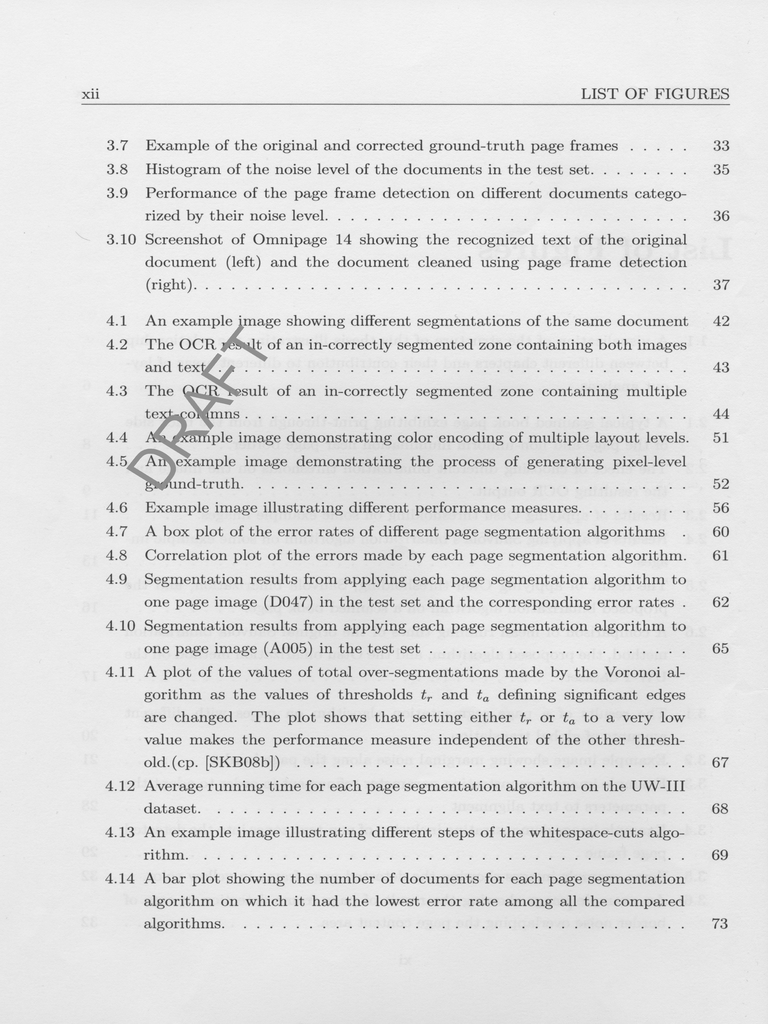 xii LIST OF FIGURES
3.7 Example of the original and corrected ground-truth page frames . . . . . 33
3.8 Histogram of the noise level of the documents in the test set. . . . . . . . 35
3.9 Performance of the page frame detection on different documents catego-
rized by their noise level. . . . . . . . . . . . . . . . . . . . . . . . . . . . 36
3.10 Screenshot of Omnipage 14 showing the recognized text of the original
document (left) and the document cleaned using page frame detection
(right). . . . . . . . . . . . . . . . . . . . . . . . . . . . . . . . . . . . . . 37
4.1 An example image showing different segmentations of the same document 42
4.2 The OCR result of an in-correctly segmented zone containing both images
and text . . . . . . . . . . . . . . . . . . . . . . . . . . . . . . . . . . . . 43
4.3 The OCR result of an in-correctly segmented zone containing multiple
text-columns . . . . . . . . . . . . . . . . . . . . . . . . . . . . . . . . . . 44
4.4 An example image demonstrating color encoding of multiple layout levels. 51
4.5 An example image demonstrating the process of generating pixel-level
ground-truth. . . . . . . . . . . . . . . . . . . . . . . . . . . . . . . . . . 52
4.6 Example image illustrating different performance measures. . . . . . . . . 56
4.7 A box plot of the error rates of different page segmentation algorithms . 60
4.8 Correlation plot of the errors made by each page segmentation algorithm. 61
4.9 Segmentation results from applying each page segmentation algorithm to
one page image (D047) in the test set and the corresponding error rates . 62
4.10 Segmentation results from applying each page segmentation algorithm to
one page image (A005) in the test set . . . . . . . . . . . . . . . . . . . . 65
4.11 A plot of the values of total over-segmentations made by the Voronoi al-
gorithm as the values of thresholds tr and ta defining significant edges
are changed. The plot shows that setting either tr or ta to a very low
value makes the performance measure independent of the other thresh-
old.(cp. [SKB08b]) . . . . . . . . . . . . . . . . . . . . . . . . . . . . . . 67
4.12 Average running time for each page segmentation algorithm on the UW-III
dataset. . . . . . . . . . . . . . . . . . . . . . . . . . . . . . . . . . . . . . 68
4.13 An example image illustrating different steps of the whitespace-cuts algo-
rithm. . . . . . . . . . . . . . . . . . . . . . . . . . . . . . . . . . . . . . . 69
4.14 A bar plot showing the number of documents for each page segmentation
algorithm on which it had the lowest error rate among all the compared
algorithms. . . . . . . . . . . . . . . . . . . . . . . . . . . . . . . . . . . . 73
DRAFT